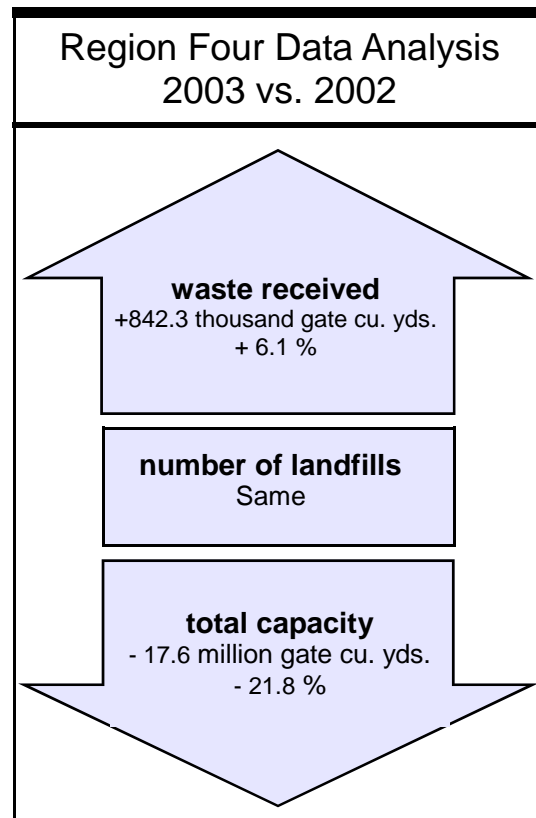 Region Four Data Analysis
2003 vs. 2002
waste received
+842.3 thousand gate cu. yds.
+ 6.1 %
number of landfills
Same
total capacity
- 17.6 million gate cu. yds.
- 21.8 %